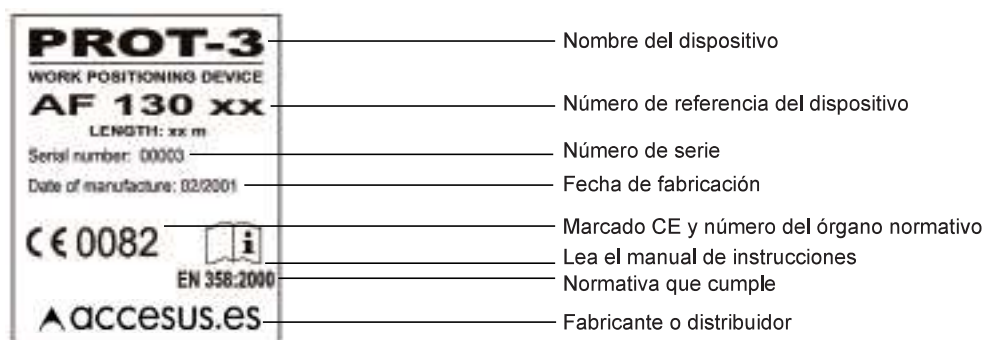 PROT-3
WORK POSITIONING DEVICE
AF 130 xx
LENGTH: xx m
Serial number: 00003
Date of manufacture: 02/2001
CE 0082
i
EN 358:2000
accesus.es
Nombre del dispositivo
Número de referencia del dispositivo
Número de serie
Fecha de fabricación
Marcado CE y número del órgano normativo
Lea el manual de instrucciones
Normativa que cumple
Fabricante o distribuidor